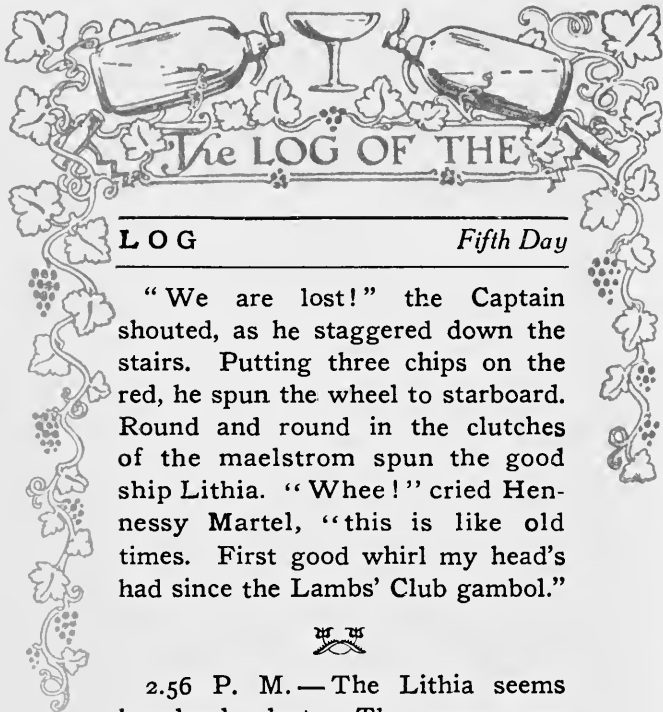 The LOG OF THE
LOG Fifth Day
“We are lost!” the Captain
shouted, as he staggered down the
stairs. Putting three chips on the
red, he spun the wheel to starboard.
Round and round in the clutches
of the maelstrom spun the good
ship Lithia. “Whee!” cried Hen-
nessy Martel, “this is like old
times. First good whirl my head’s
had since the Lambs’ Club gambol.”
2.56 P. M.—The Lithia seems